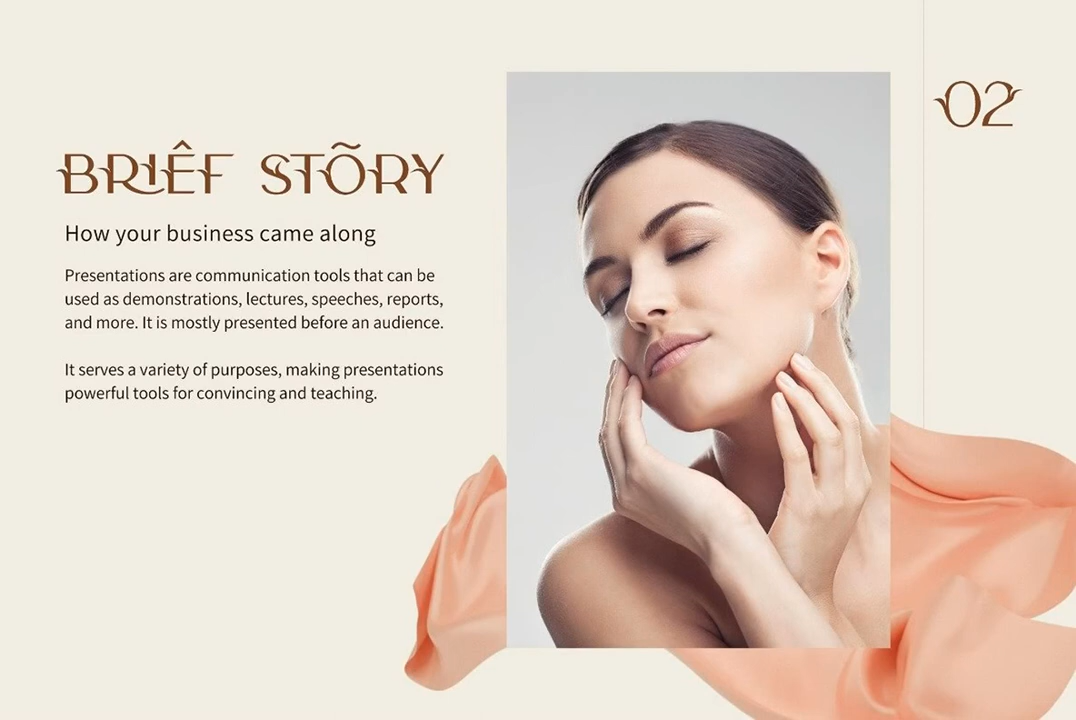 BRIÊF STÕRY
How your business came along
Presentations are communication tools that can be
used as demonstrations, lectures, speeches, reports,
and more. It is mostly presented before an audience.
It serves a variety of purposes, making presentations
powerful tools for convincing and teaching.
02